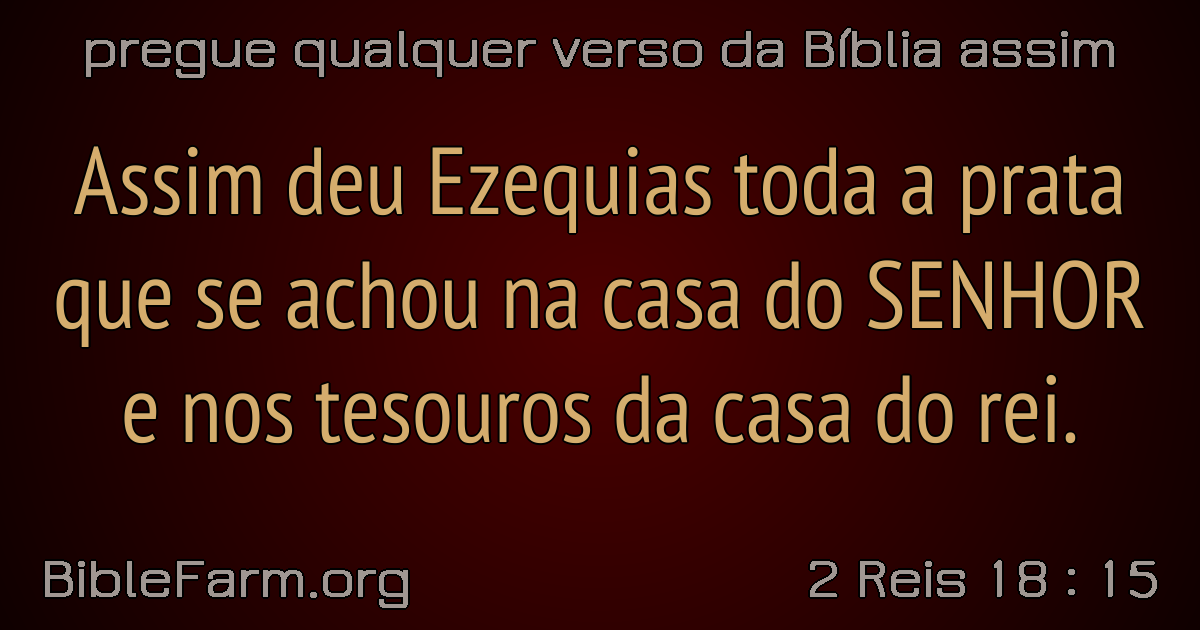 pregue qualquer verso da Bíblia assim
Assim deu Ezequias toda a prata
que se achou na casa do SENHOR
e nos tesouros da casa do rei.
BibleFarm.org
2 Reis 18 : 15